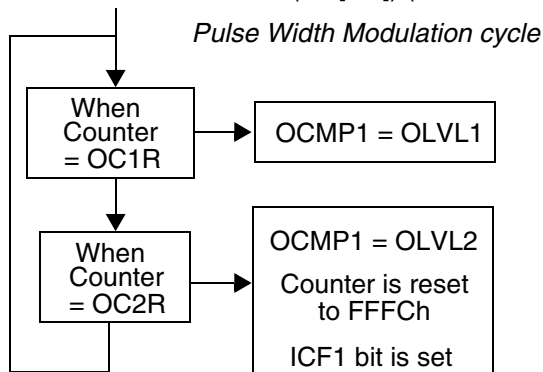 Pulse Width Modulation cycle
When
Counter
= OC1R
OCMP1 = OLVL1
When
Counter
= OC2R
OCMP1 = OLVL2
Counter is reset
to FFFCh
ICF1 bit is set